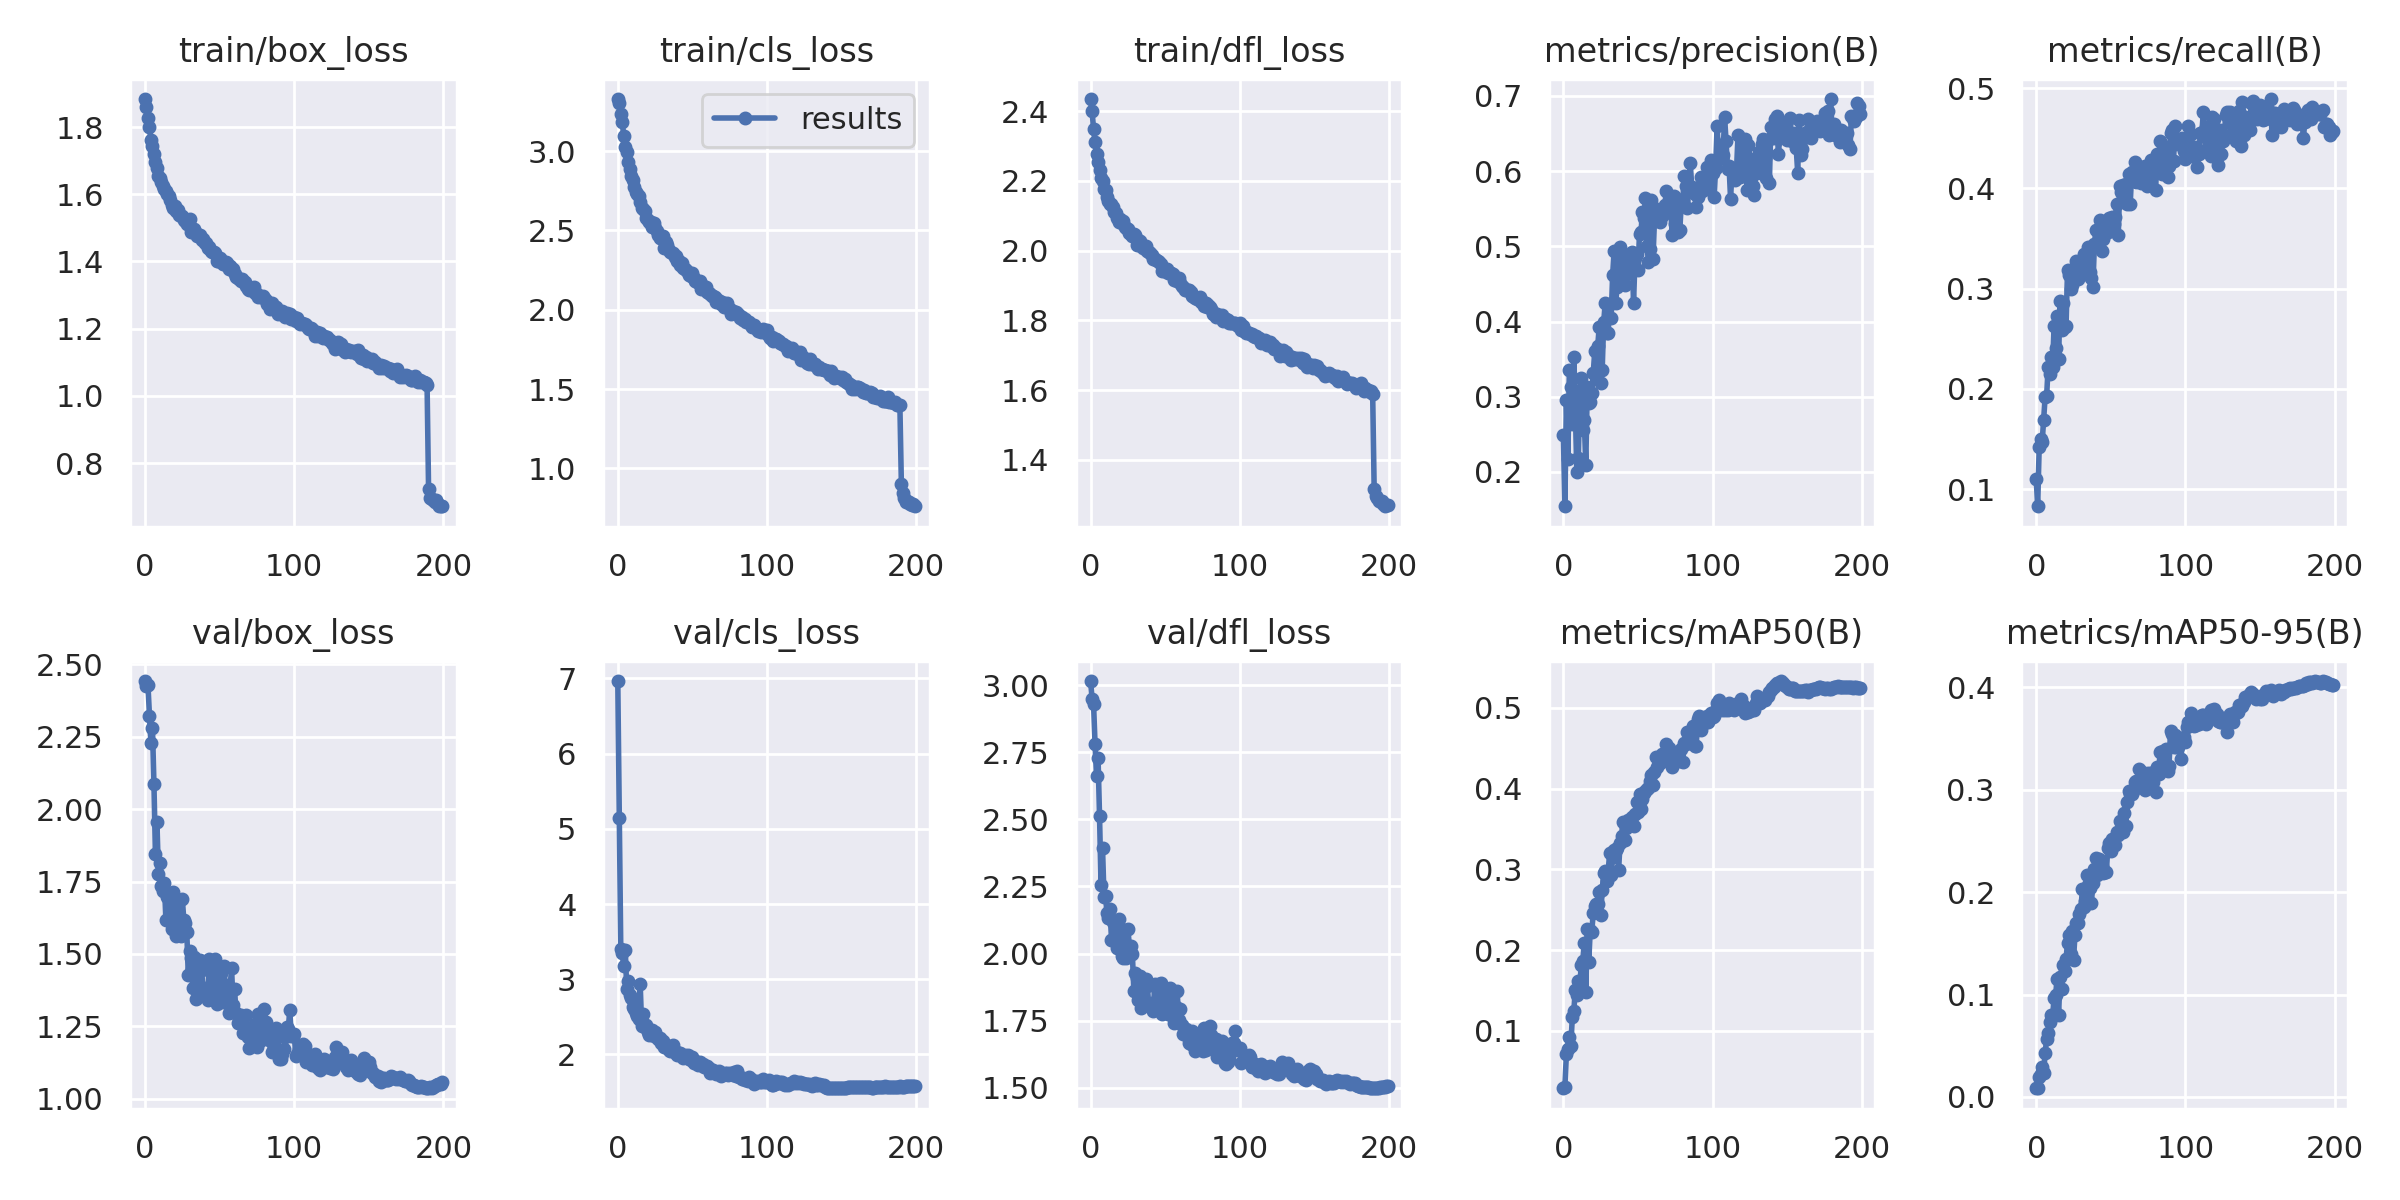 train/box_loss
1.8
1.6
1.4
1.2
1.0
0.8
0 100 200
train/cls_loss
results
3.0
2.5
2.0
1.5
1.0
0 100 200
train/dfl_loss
2.4
2.2
2.0
1.8
1.6
1.4
0 100 200
metrics/precision(B)
0.7
0.6
0.5
0.4
0.3
0.2
0 100 200
metrics/recall(B)
0.5
0.4
0.3
0.2
0.1
0 100 200
val/box_loss
2.50
2.25
2.00
1.75
1.50
1.25
1.00
0 100 200
val/cls_loss
7
6
5
4
3
2
0 100 200
val/dfl_loss
3.00
2.75
2.50
2.25
2.00
1.75
1.50
0 100 200
metrics/mAP50(B)
0.5
0.4
0.3
0.2
0.1
0 100 200
metrics/mAP50-95(B)
0.4
0.3
0.2
0.1
0.0
0 100 200